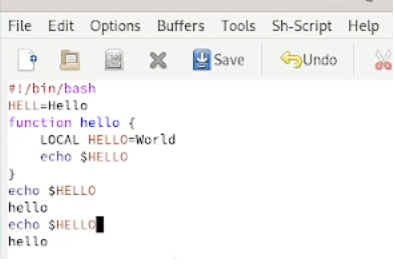 File Edit Options Buffers Tools Sh-Script Help
Save Undo
#!/bin/bash
HELL=Hello
function hello {
    LOCAL HELLO=World
    echo $HELLO
}
echo $HELLO
hello
echo $HELLO
hello